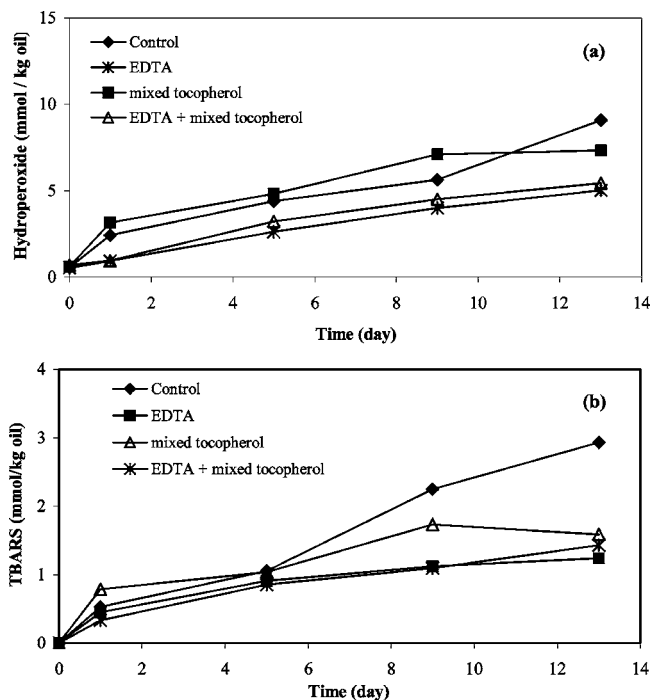 15
10
5
0
Hydroperoxide (mmol / kg oil)
Control
EDTA
mixed tocopherol
EDTA + mixed tocopherol
(a)
0 2 4 6 8 10 12 14
Time (day)
4
3
2
1
0
TBARS (mmol/kg oil)
Control
EDTA
mixed tocopherol
EDTA + mixed tocopherol
(b)
0 2 4 6 8 10 12 14
Time (day)